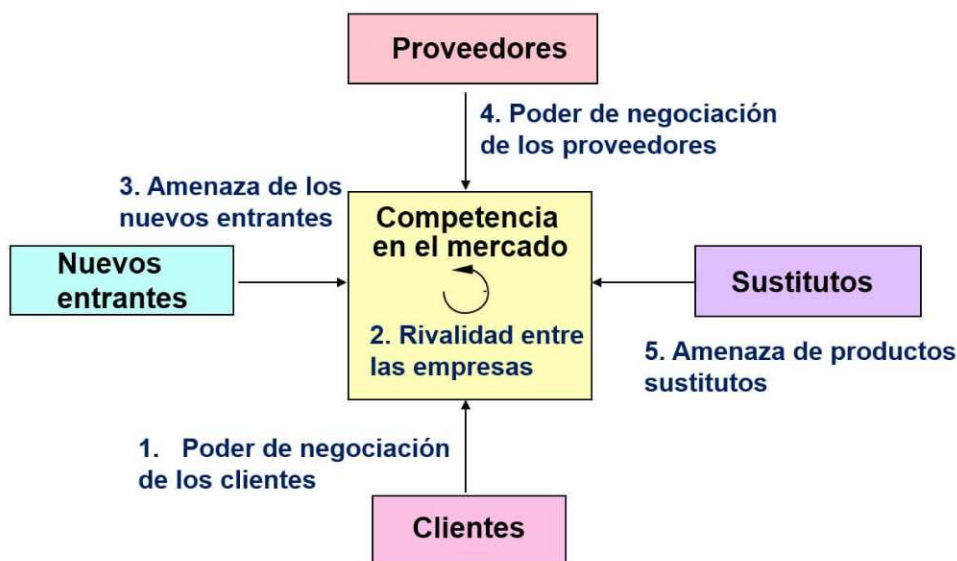 Proveedores
4. Poder de negociación
de los proveedores
3. Amenaza de los
nuevos entrantes
Competencia
en el mercado
Nuevos
entrantes
Sustitutos
2. Rivalidad entre
las empresas
5. Amenaza de productos
sustitutos
1. Poder de negociación
de los clientes
Clientes